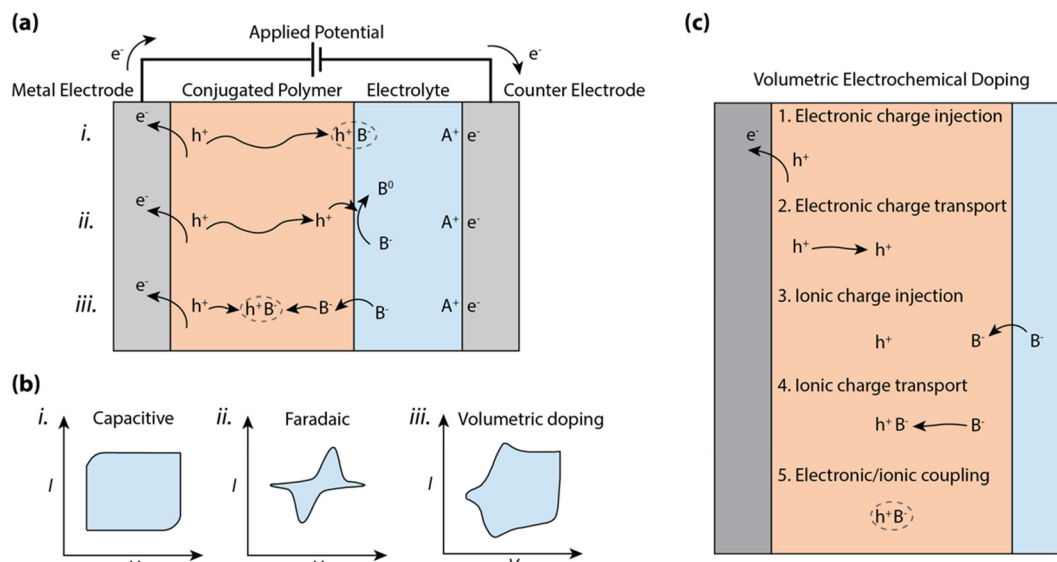 (a)
Applied Potential
e⁻ e⁻
Metal Electrode Conjugated Polymer Electrolyte Counter Electrode
i. e⁻ h⁺ h⁺ B⁻ A⁺ e⁻
B⁰
ii. e⁻ h⁺ h⁺ A⁺ e⁻
B⁻
iii. e⁻ h⁺ h⁺B⁻ B⁻ B⁻ A⁺ e⁻
(b)
i. Capacitive
I
ii. Faradaic
I
iii. Volumetric doping
I
(c)
Volumetric Electrochemical Doping
1. Electronic charge injection
e⁻
h⁺
2. Electronic charge transport
h⁺ h⁺
3. Ionic charge injection
h⁺ B⁻ B⁻
4. Ionic charge transport
h⁺ B⁻ B⁻
5. Electronic/ionic coupling
h⁺B⁻